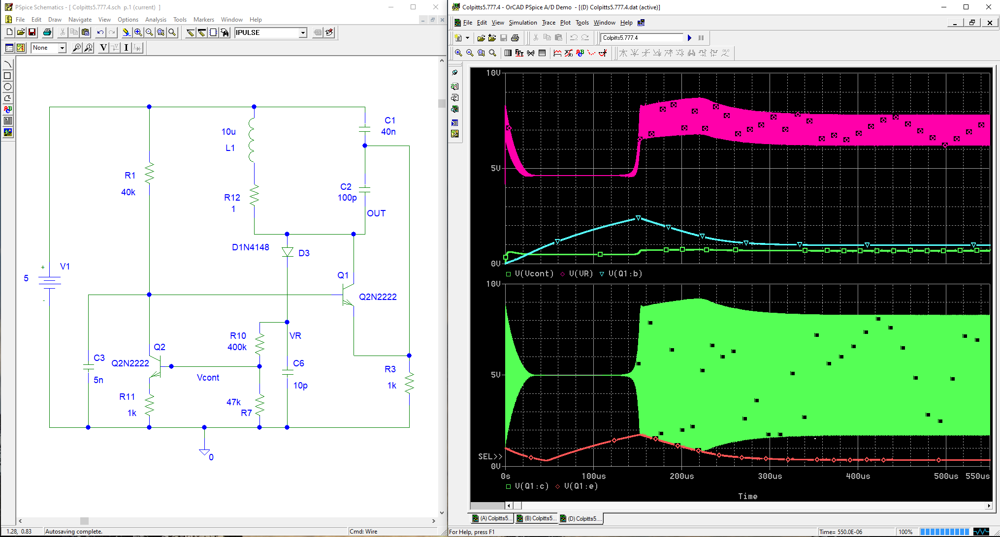 PSpice Schematics - [ Colpitts5.777.4.sch  p.1 (current)  ]
File Edit Draw Navigate View Options Analysis Tools Markers Window Help
IPULSE
None
V I
C1
40n
10u
L1
R1
40k
C2
100p
R12
1
OUT
D1N4148
D3
+
V1
5
-
Q1
Q2N2222
R10
400k
VR
Q2
C3
Q2N2222
C6
5n
Vcont
10p
R3
1k
R11
1k
47k
R7
0
1.28,  0.83
Autosaving complete.
Cmd: Wire
Colpitts5.777.4 - OrCAD PSpice A/D Demo  - [(D) Colpitts5.777.4.dat (active)]
File Edit View Simulation Trace Plot Tools Window Help
Colpitts5.777.4
10V
5V
0V
V(Vcont) V(VR) V(Q1:b)
10V
5V
SEL>>
0V
0s 100us 200us 300us 400us 500us 550us
V(Q1:c) V(Q1:e)
Time
(A) Colpitts5... (B) Colpitts5... (D) Colpitts5....
For Help, press F1
Time= 550.0E-06
100%